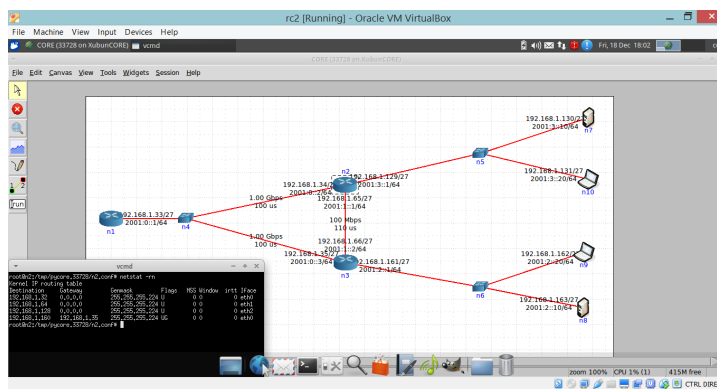 rc2 [Running] - Oracle VM VirtualBox
File Machine View Input Devices Help
CORE (33728 on XubunCORE) vcmd
Fri, 18 Dec 18:02
CORE (33728 on XubunCORE)
File Edit Canvas View Tools Widgets Session Help
192.168.1.130/27
2001:3::10/64
n7
n5
192.168.1.131/27
2001:3::20/64
n10
n2
192.168.1.129/27
2001:3::1/64
192.168.1.34/27
2001:0::2/64
192.168.1.65/27
2001:1::1/64
1.00 Gbps
100 us
192.168.1.33/27
2001:0::1/64
n1
n4
100 Mbps
110 us
1.00 Gbps
100 us
192.168.1.66/27
2001:1::2/64
192.168.1.35/27
2001:0::3/64
192.168.1.161/27
2001:2::1/64
n3
192.168.1.162/27
2001:2::20/64
n9
n6
192.168.1.163/27
2001:2::10/64
n8
1 2
run
vcmd
root@n2:/tmp/pycore.33728/n2.conf# netstat -rn
Kernel IP routing table
Destination Gateway Genmask Flags MSS Window irtt Iface
192.168.1.32 0.0.0.0 255.255.255.224 U 0 0 0 eth0
192.168.1.64 0.0.0.0 255.255.255.224 U 0 0 0 eth1
192.168.1.128 0.0.0.0 255.255.255.224 U 0 0 0 eth2
192.168.1.160 192.168.1.35 255.255.255.224 UG 0 0 0 eth0
root@n2:/tmp/pycore.33728/n2.conf#
zoom 100% CPU 1% (1) 415M free
CTRL DIRE